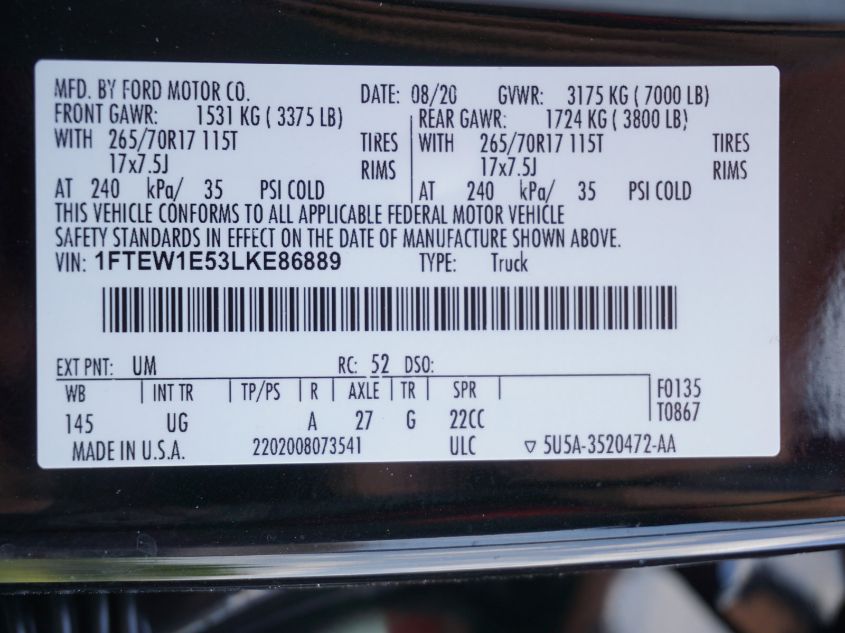 MFD. BY FORD MOTOR CO. DATE: 08/20 GVWR: 3175 KG ( 7000 LB)
FRONT GAWR: 1531 KG ( 3375 LB) REAR GAWR: 1724 KG ( 3800 LB)
WITH 265/70R17 115T TIRES WITH 265/70R17 115T TIRES
17x7.5J RIMS 17x7.5J RIMS
AT 240 kPa/ 35 PSI COLD AT 240 kPa/ 35 PSI COLD
THIS VEHICLE CONFORMS TO ALL APPLICABLE FEDERAL MOTOR VEHICLE
SAFETY STANDARDS IN EFFECT ON THE DATE OF MANUFACTURE SHOWN ABOVE.
VIN: 1FTEW1E53LKE86889 TYPE: Truck
EXT PNT: UM RC: 52 DSO:
WB INT TR TP/PS R AXLE TR SPR F0135
145 UG A 27 G 22CC T0867
MADE IN U.S.A. 2202008073541 ULC ▽ 5U5A-3520472-AA